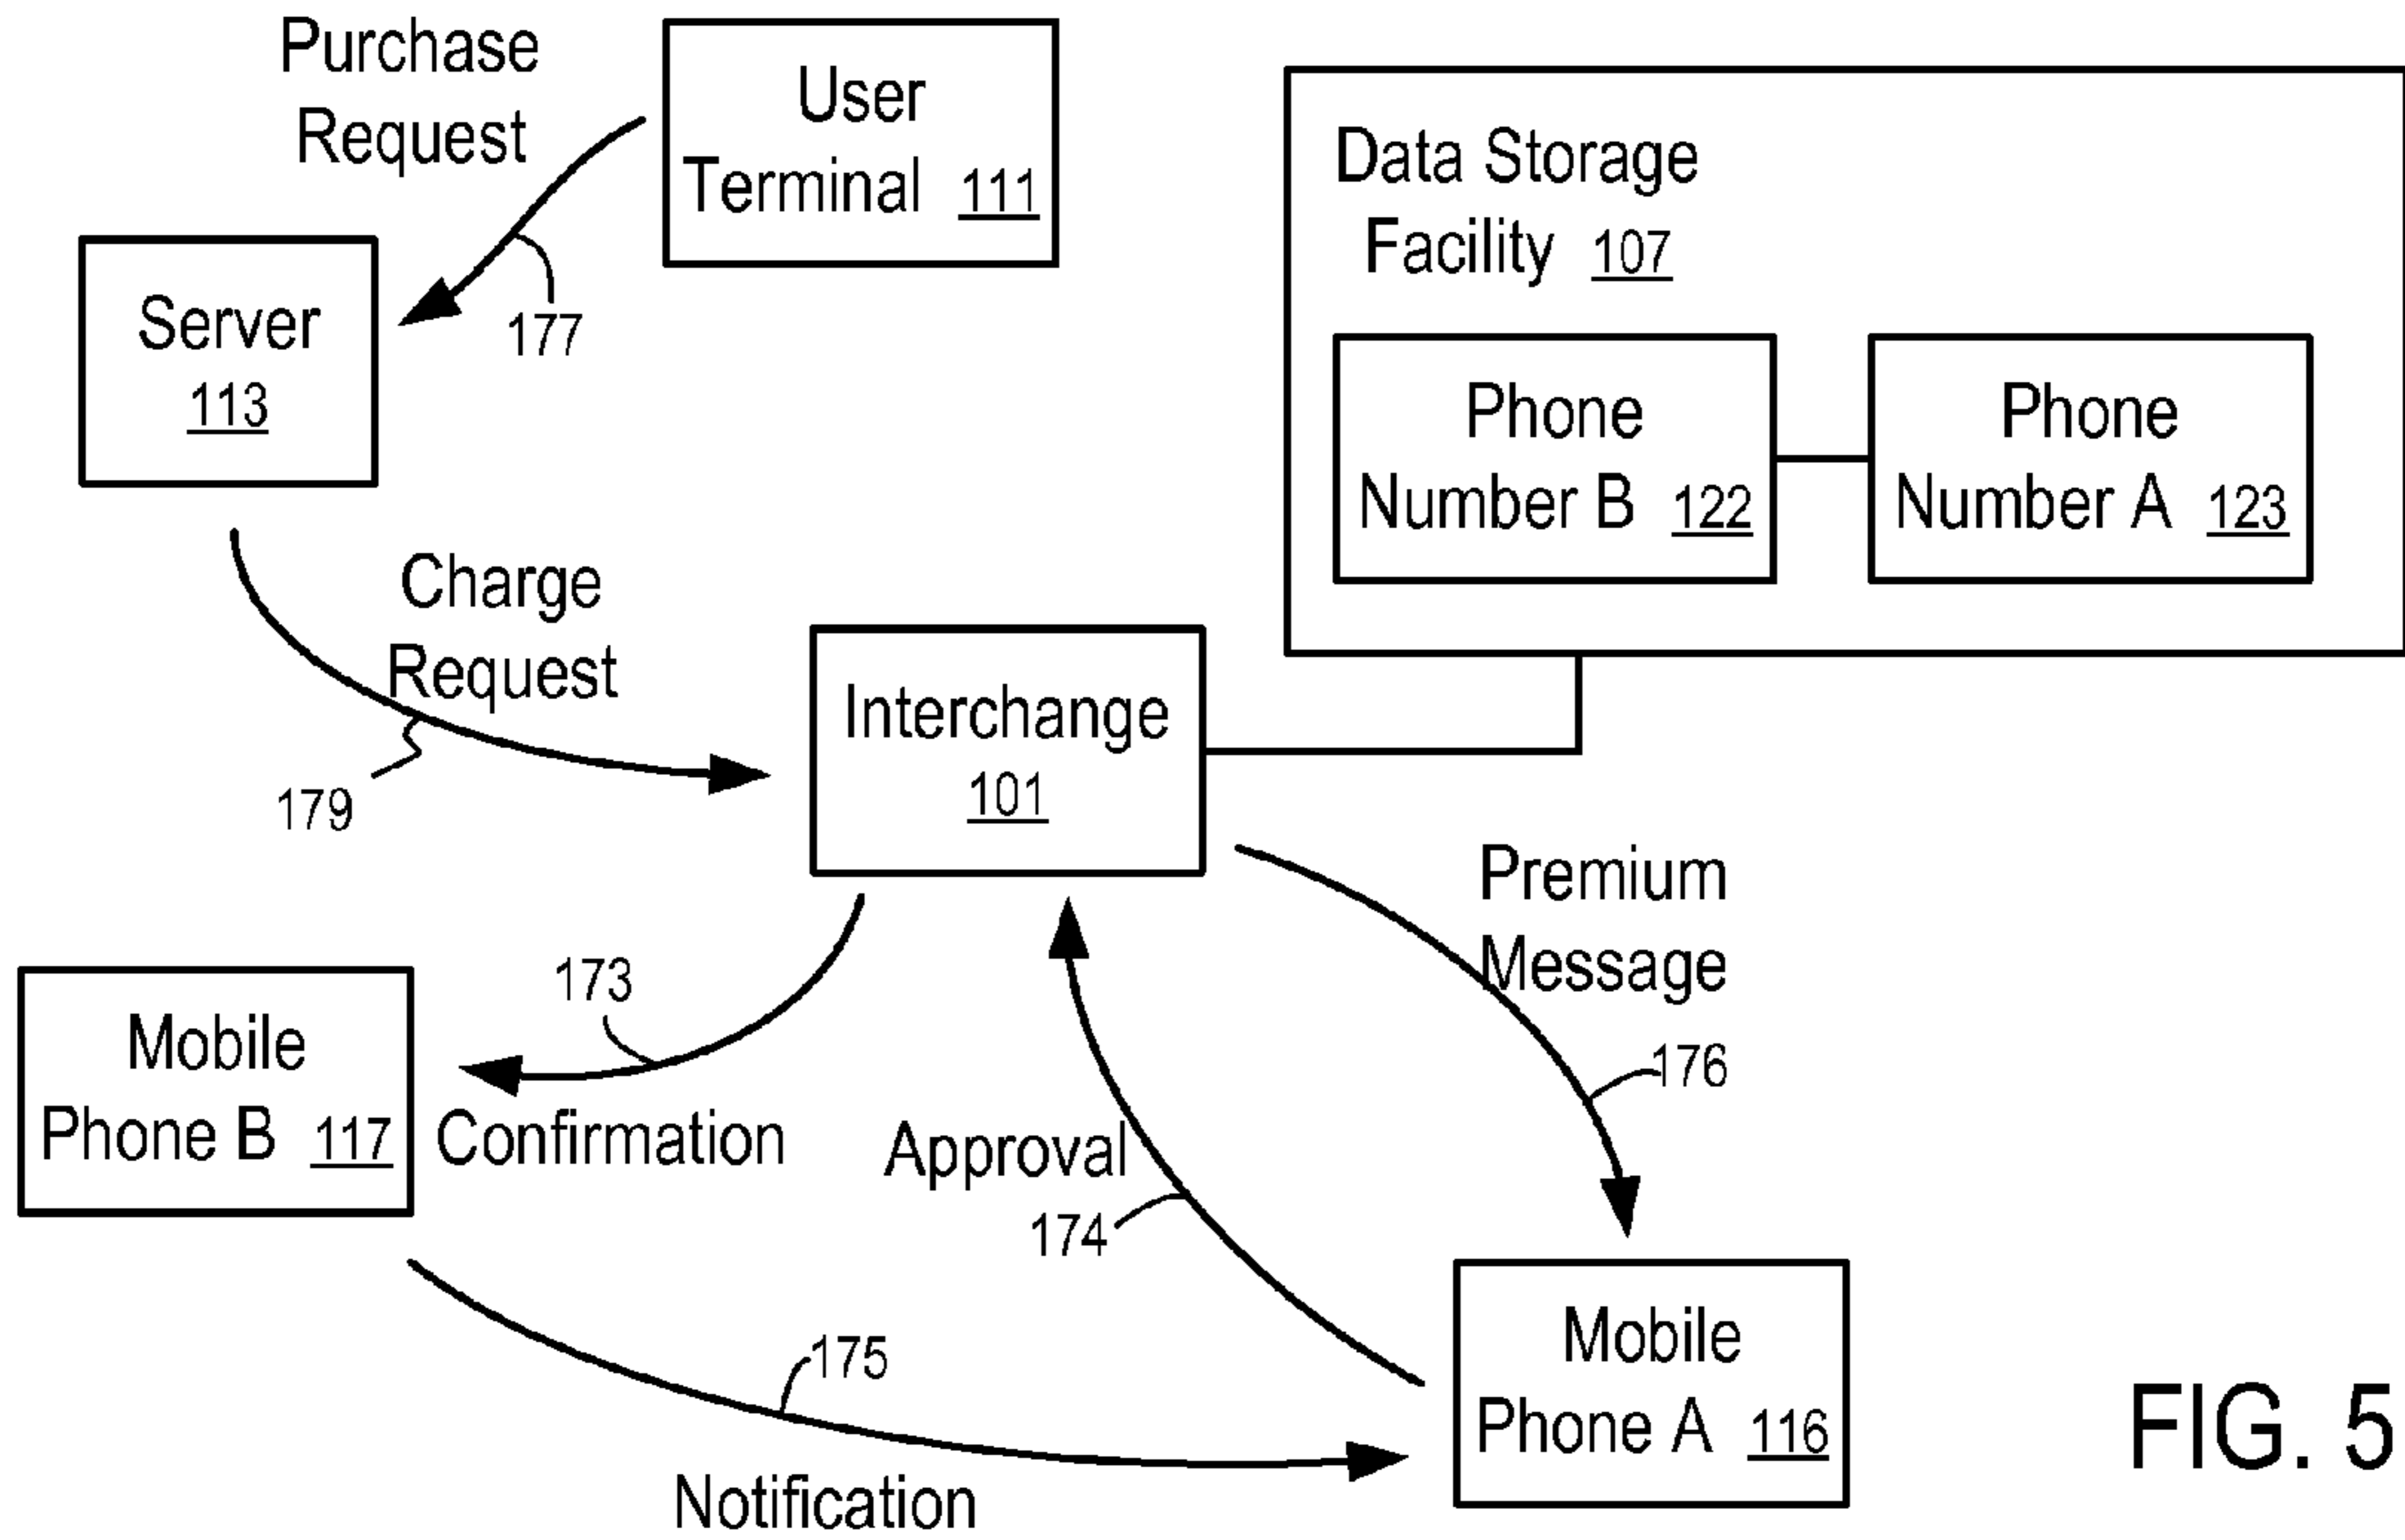 Purchase
Request
User
Terminal 111
177
Server
113
Data Storage
Facility 107
Phone
Number B 122
Phone
Number A 123
Charge
Request
179
Interchange
101
Premium
Message
176
173
Mobile
Phone B 117
Confirmation
Approval
174
175
Notification
Mobile
Phone A 116
FIG. 5